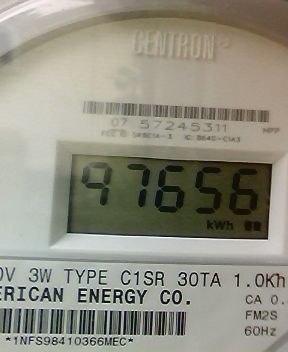 CENTRON®
07 57245311
97656
kWh
0V 3W TYPE C1SR 30TA 1.0Kh
ERICAN ENERGY CO.
CA 0.
FM2S
*1NFS98410366MEC*
60Hz